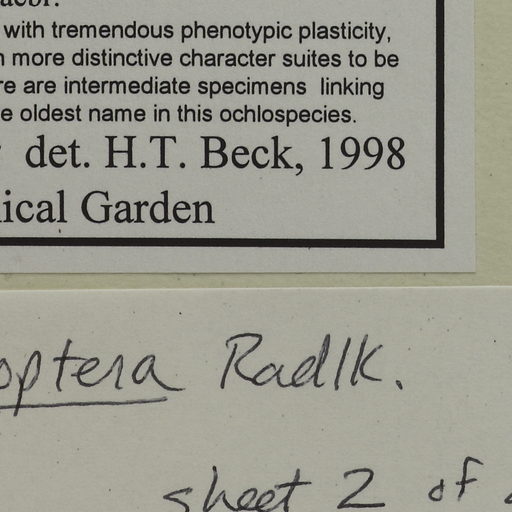 with tremendous phenotypic plasticity,
more distinctive character suites to be
are intermediate specimens linking
oldest name in this ochlospecies.
det. H.T. Beck, 1998
ical Garden
optera Radlk.
sheet 2 of